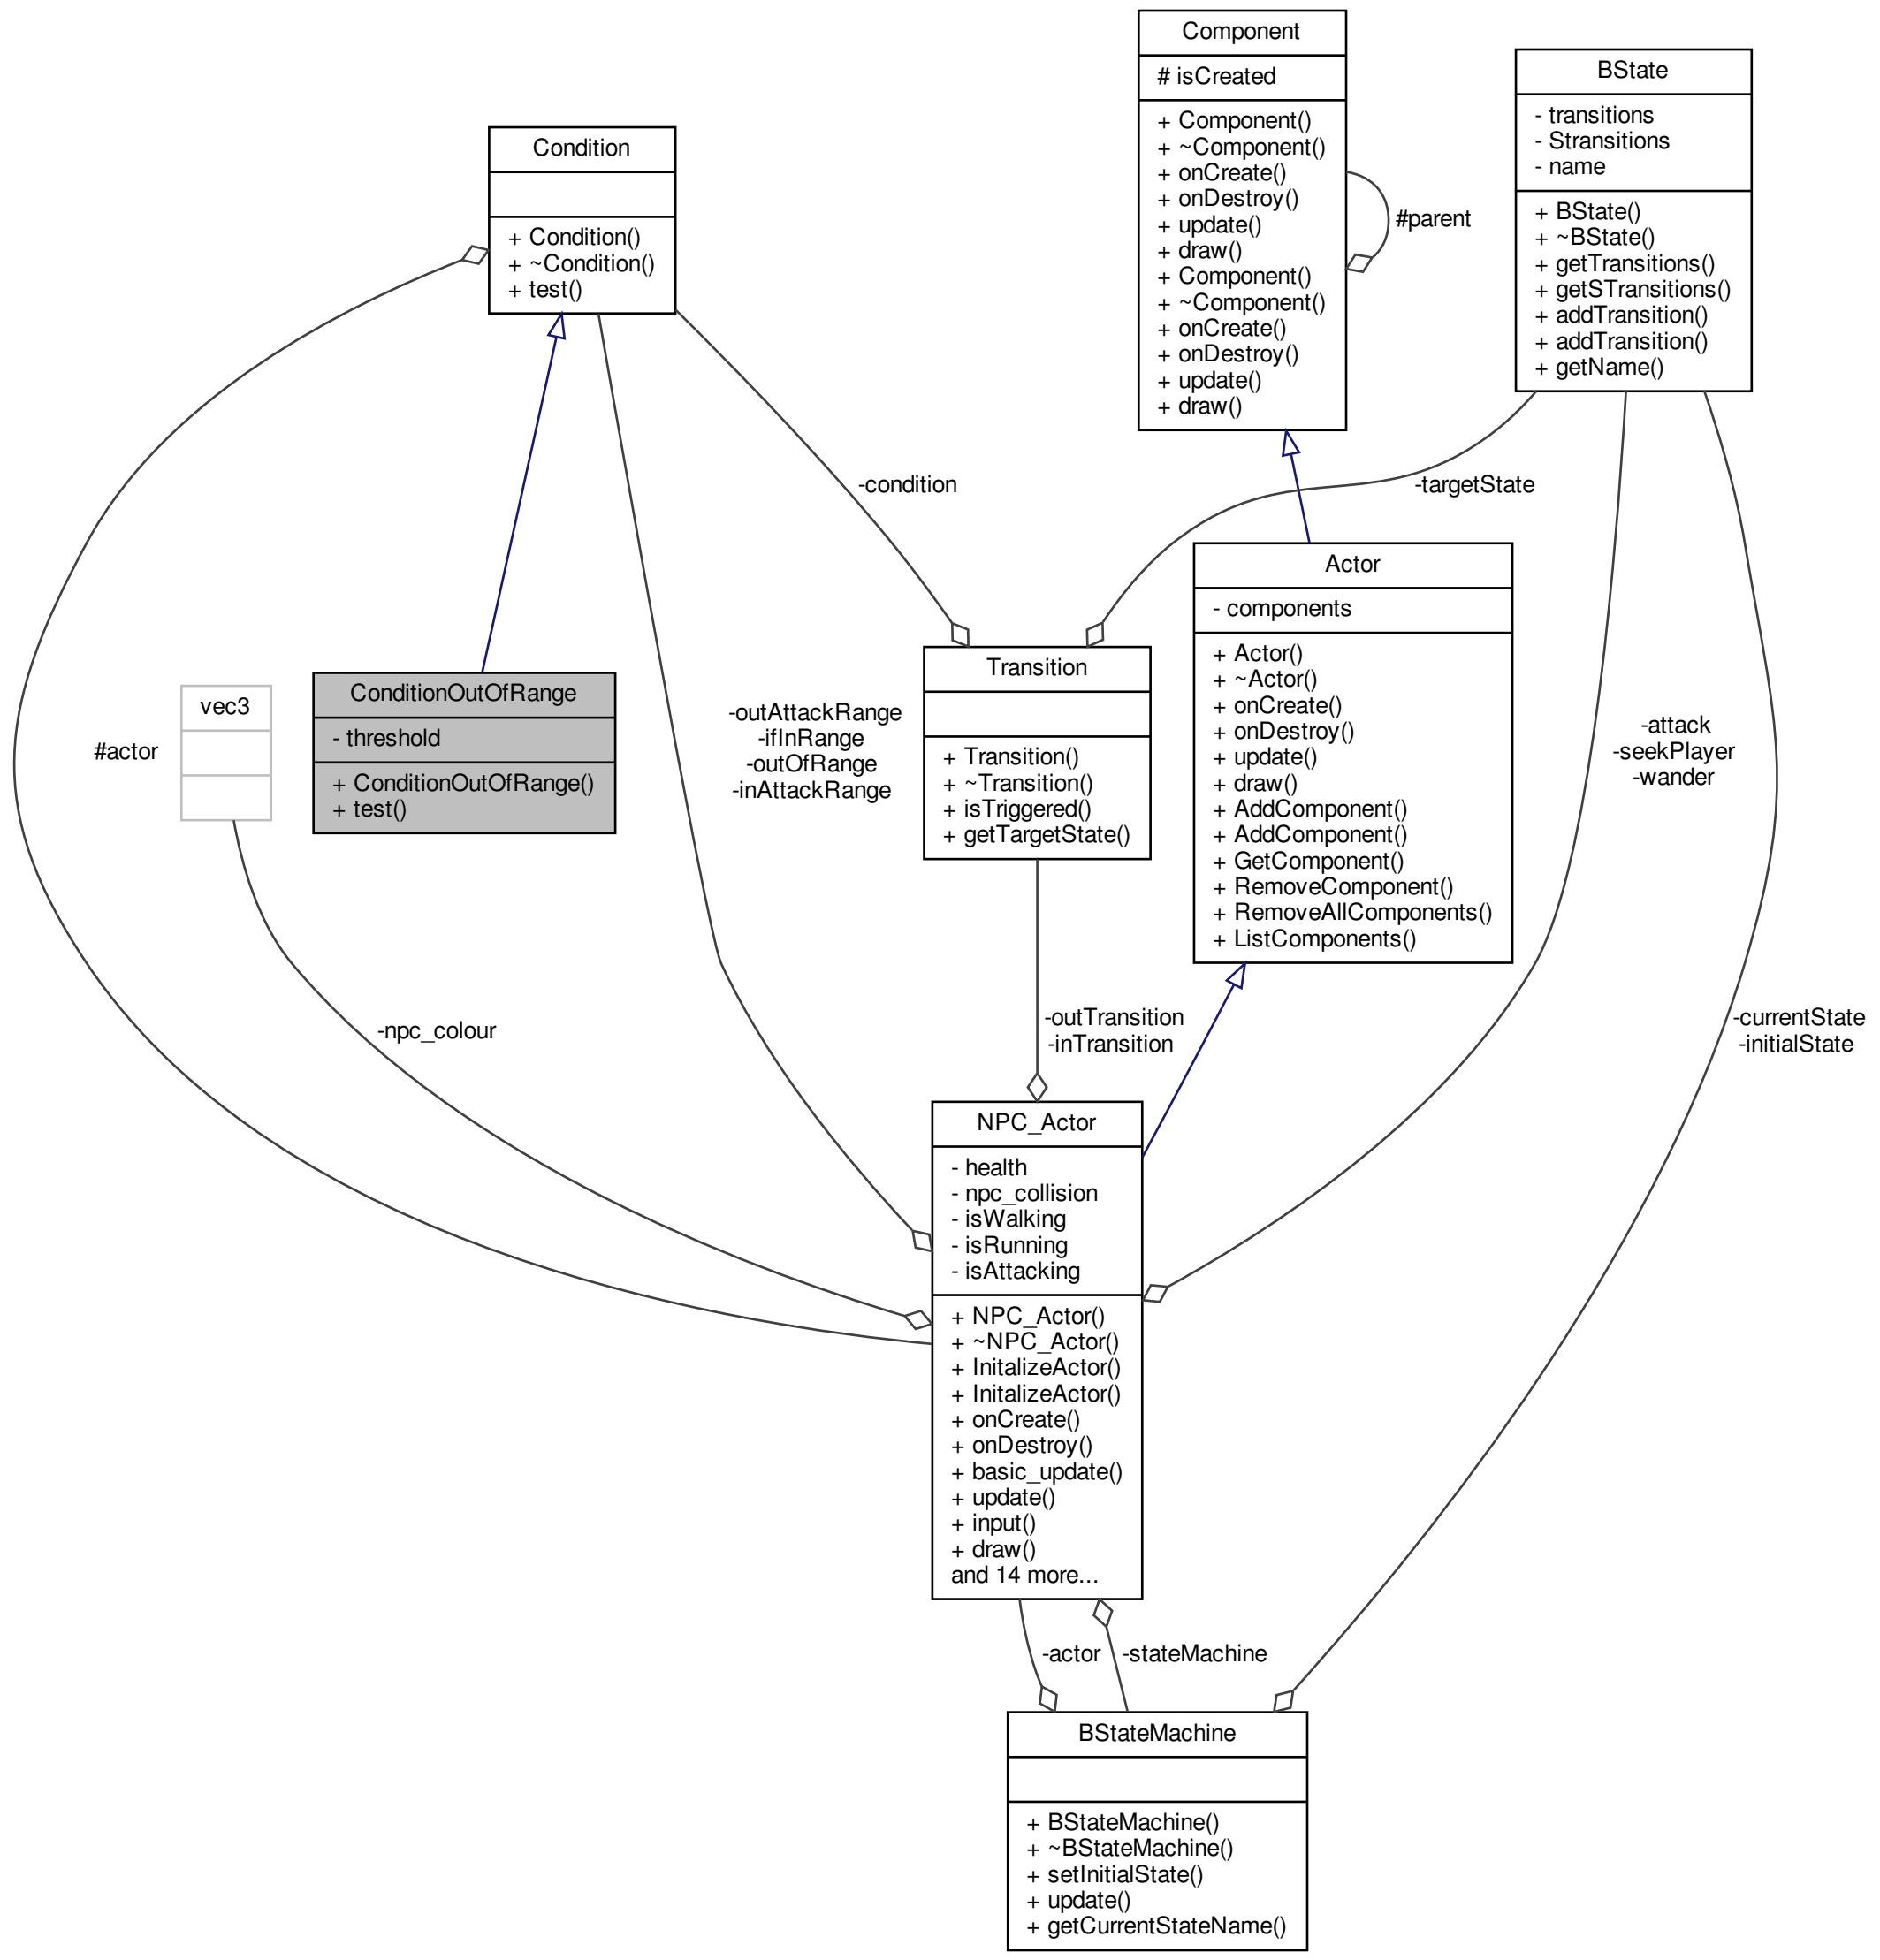 Component
# isCreated
+ Component()
+ ~Component()
+ onCreate()
+ onDestroy()
+ update()
+ draw()
+ Component()
+ ~Component()
+ onCreate()
+ onDestroy()
+ update()
+ draw()
#parent
BState
- transitions
- Stransitions
- name
+ BState()
+ ~BState()
+ getTransitions()
+ getSTransitions()
+ addTransition()
+ addTransition()
+ getName()
Condition
+ Condition()
+ ~Condition()
+ test()
-condition
-targetState
Actor
- components
+ Actor()
+ ~Actor()
+ onCreate()
+ onDestroy()
+ update()
+ draw()
+ AddComponent()
+ AddComponent()
+ GetComponent()
+ RemoveComponent()
+ RemoveAllComponents()
+ ListComponents()
#actor
vec3
ConditionOutOfRange
- threshold
+ ConditionOutOfRange()
+ test()
-outAttackRange
-ifInRange
-outOfRange
-inAttackRange
Transition
+ Transition()
+ ~Transition()
+ isTriggered()
+ getTargetState()
-attack
-seekPlayer
-wander
-npc_colour
-outTransition
-inTransition
-currentState
-initialState
NPC_Actor
- health
- npc_collision
- isWalking
- isRunning
- isAttacking
+ NPC_Actor()
+ ~NPC_Actor()
+ InitalizeActor()
+ InitalizeActor()
+ onCreate()
+ onDestroy()
+ basic_update()
+ update()
+ input()
+ draw()
and 14 more...
-actor
-stateMachine
BStateMachine
+ BStateMachine()
+ ~BStateMachine()
+ setInitialState()
+ update()
+ getCurrentStateName()